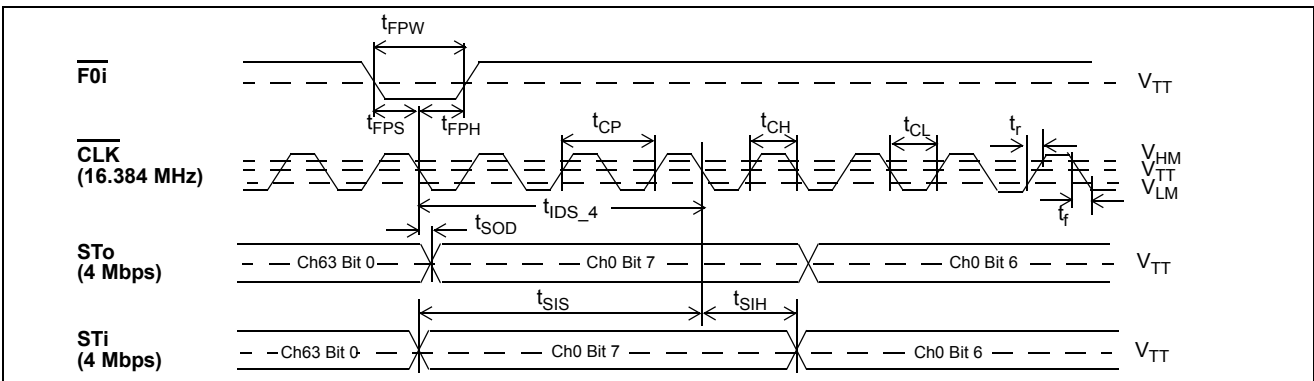 tFPW
F0i
VTT
tFPS
tFPH
tCP
tCH
tCL
tr
CLK
(16.384 MHz)
VHM
VTT
VLM
tIDS_4
tf
tSOD
STo
(4 Mbps)
Ch63 Bit 0
Ch0 Bit 7
Ch0 Bit 6
VTT
tSIS
tSIH
STi
(4 Mbps)
Ch63 Bit 0
Ch0 Bit 7
Ch0 Bit 6
VTT